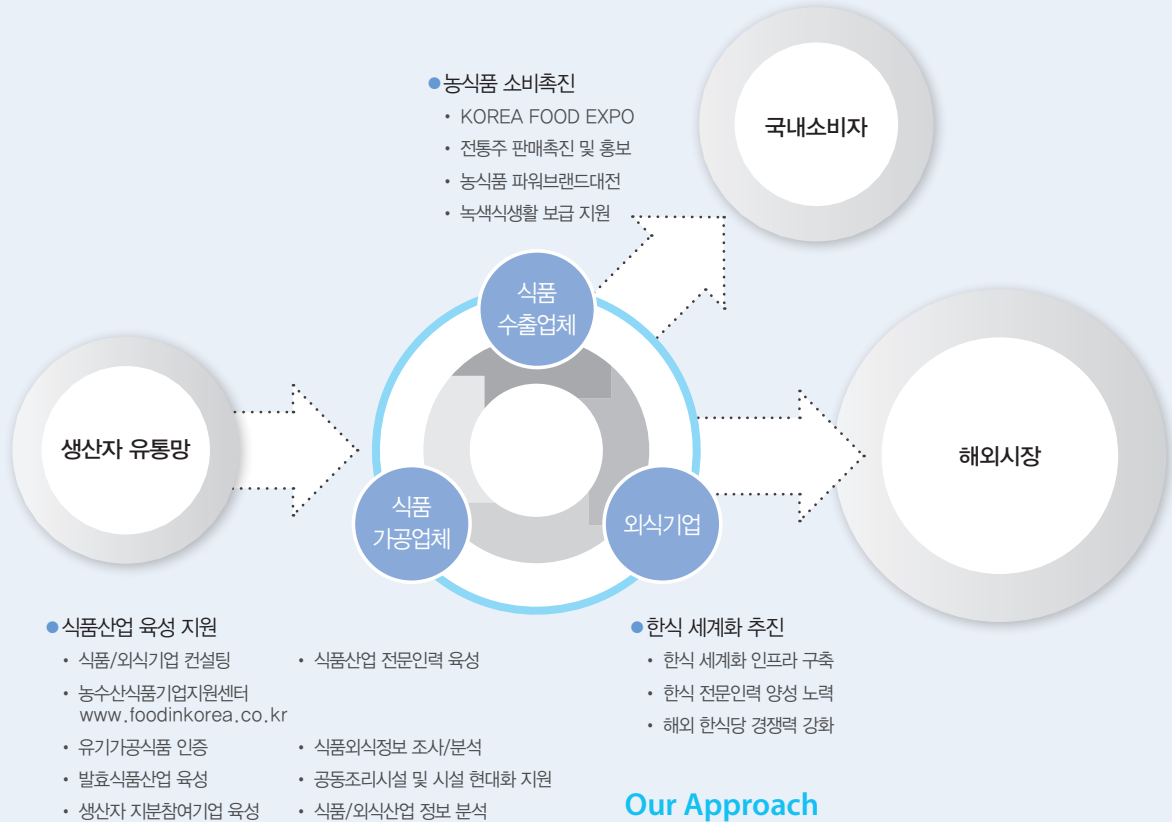 ● 농식품 소비촉진
• KOREA FOOD EXPO
• 전통주 판매촉진 및 홍보
• 농식품 파워브랜드대전
• 녹색식생활 보급 지원
국내소비자
식품
수출업체
생산자 유통망
식품
가공업체
외식기업
해외시장
● 식품산업 육성 지원
• 식품/외식기업 컨설팅
• 농수산식품기업지원센터
www.foodinkorea.co.kr
• 유기가공식품 인증
• 발효식품산업 육성
• 생산자 지분참여기업 육성
• 식품산업 전문인력 육성
• 식품외식정보 조사/분석
• 공동조리시설 및 시설 현대화 지원
• 식품/외식산업 정보 분석
● 한식 세계화 추진
• 한식 세계화 인프라 구축
• 한식 전문인력 양성 노력
• 해외 한식당 경쟁력 강화
Our Approach